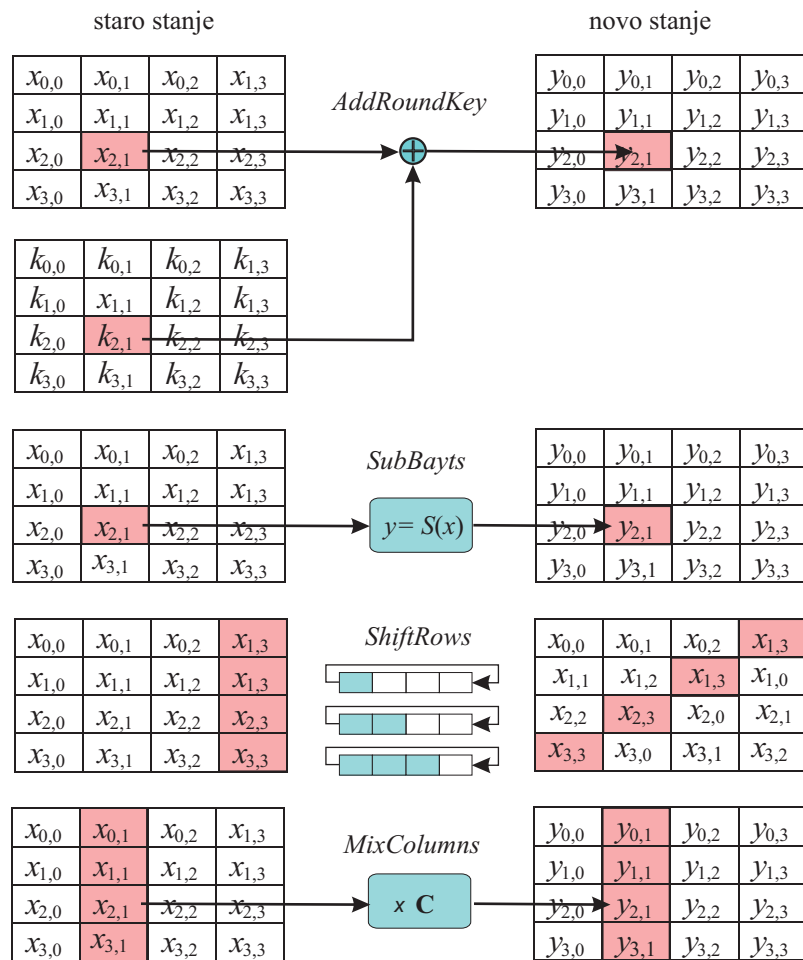 staro stanje novo stanje
x0,0 x0,1 x0,2 x1,3
x1,0 x1,1 x1,2 x1,3
x2,0 x2,1 x2,2 x2,3
x3,0 x3,1 x3,2 x3,3
AddRoundKey
y0,0 y0,1 y0,2 y0,3
y1,0 y1,1 y1,2 y1,3
y2,0 y2,1 y2,2 y2,3
y3,0 y3,1 y3,2 y3,3
k0,0 k0,1 k0,2 k1,3
k1,0 x1,1 k1,2 k1,3
k2,0 k2,1 k2,2 k2,3
k3,0 k3,1 k3,2 k3,3
x0,0 x0,1 x0,2 x1,3
x1,0 x1,1 x1,2 x1,3
x2,0 x2,1 x2,2 x2,3
x3,0 x3,1 x3,2 x3,3
SubBayts
y= S(x)
y0,0 y0,1 y0,2 y0,3
y1,0 y1,1 y1,2 y1,3
y2,0 y2,1 y2,2 y2,3
y3,0 y3,1 y3,2 y3,3
x0,0 x0,1 x0,2 x1,3
x1,0 x1,1 x1,2 x1,3
x2,0 x2,1 x2,2 x2,3
x3,0 x3,1 x3,2 x3,3
ShiftRows
x0,0 x0,1 x0,2 x1,3
x1,1 x1,2 x1,3 x1,0
x2,2 x2,3 x2,0 x2,1
x3,3 x3,0 x3,1 x3,2
x0,0 x0,1 x0,2 x1,3
x1,0 x1,1 x1,2 x1,3
x2,0 x2,1 x2,2 x2,3
x3,0 x3,1 x3,2 x3,3
MixColumns
x C
y0,0 y0,1 y0,2 y0,3
y1,0 y1,1 y1,2 y1,3
y2,0 y2,1 y2,2 y2,3
y3,0 y3,1 y3,2 y3,3